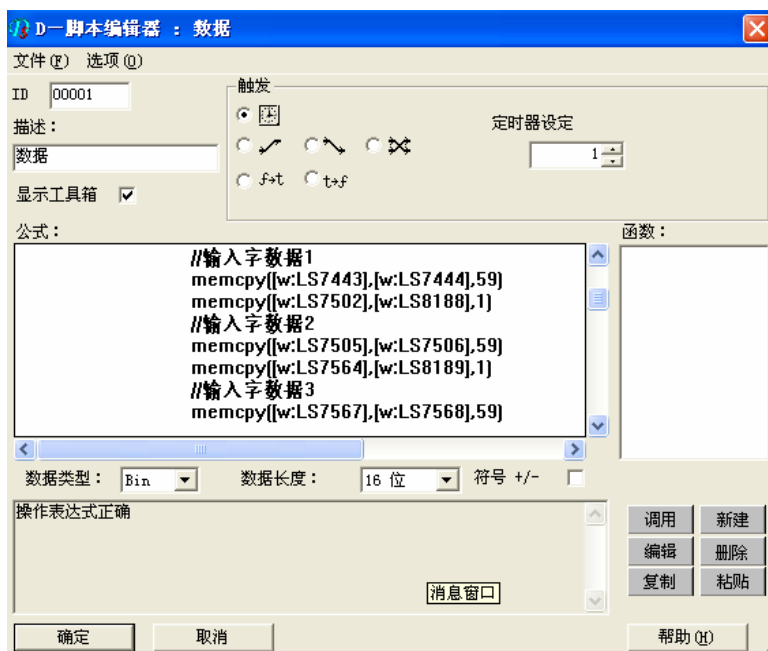 D－脚本编辑器 : 数据
文件(F) 选项(O)
ID 00001
触发
描述：
数据
定时器设定
1
显示工具箱
f→t t→f
公式：
函数：
//输入字数据1
memcpy([w:LS7443],[w:LS7444],59)
memcpy([w:LS7502],[w:LS8188],1)
//输入字数据2
memcpy([w:LS7505],[w:LS7506],59)
memcpy([w:LS7564],[w:LS8189],1)
//输入字数据3
memcpy([w:LS7567],[w:LS7568],59)
数据类型： Bin 数据长度： 16 位 符号 +/-
操作表达式正确
调用 新建
编辑 删除
复制 粘贴
消息窗口
确定 取消 帮助(H)